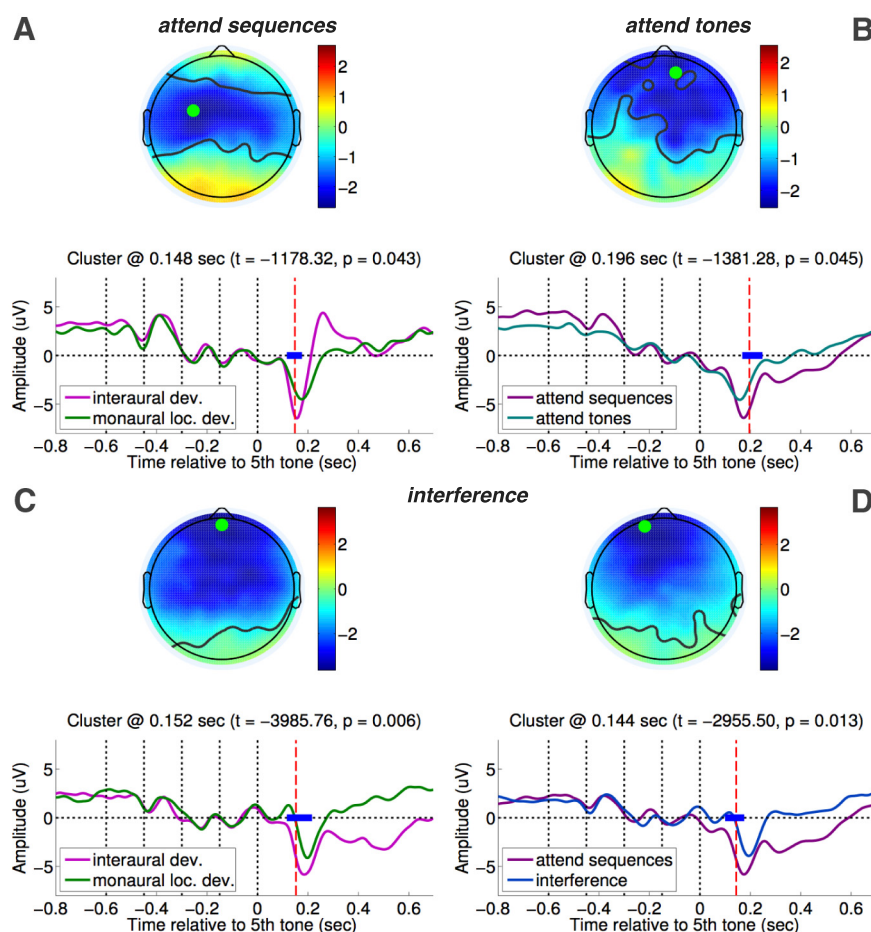 A
attend sequences
attend tones
B
2
1
0
−1
−2
2
1
0
−1
−2
Cluster @ 0.148 sec (t = −1178.32, p = 0.043)
Cluster @ 0.196 sec (t = −1381.28, p = 0.045)
Amplitude (uV)
5
0
−5
interaural dev.
monaural loc. dev.
−0.8 −0.6 −0.4 −0.2 0 0.2 0.4 0.6
Time relative to 5th tone (sec)
Amplitude (uV)
5
0
−5
attend sequences
attend tones
−0.8 −0.6 −0.4 −0.2 0 0.2 0.4 0.6
Time relative to 5th tone (sec)
C
interference
D
2
0
−2
2
0
−2
Cluster @ 0.152 sec (t = −3985.76, p = 0.006)
Cluster @ 0.144 sec (t = −2955.50, p = 0.013)
Amplitude (uV)
5
0
−5
interaural dev.
monaural loc. dev.
−0.8 −0.6 −0.4 −0.2 0 0.2 0.4 0.6
Time relative to 5th tone (sec)
Amplitude (uV)
5
0
−5
attend sequences
interference
−0.8 −0.6 −0.4 −0.2 0 0.2 0.4 0.6
Time relative to 5th tone (sec)